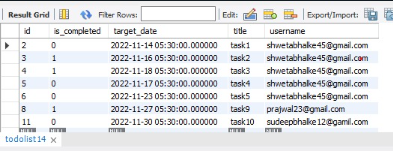 Result Grid Filter Rows: Edit: Export/Import:
id is_completed target_date title username
2 0 2022-11-14 05:30:00.000000 task1 shwetabhalke45@gmail.com
3 1 2022-11-16 05:30:00.000000 task2 shwetabhalke45@gmail.com
4 1 2022-11-18 05:30:00.000000 task3 shwetabhalke45@gmail.com
5 0 2022-11-17 05:30:00.000000 task4 shwetabhalke45@gmail.com
6 0 2022-11-23 05:30:00.000000 task5 shwetabhalke45@gmail.com
8 1 2022-11-27 05:30:00.000000 task9 prajwal23@gmail.com
11 0 2022-11-30 05:30:00.000000 task10 sudeepbhalke12@gamil.com
NULL NULL NULL NULL NULL
todolist14